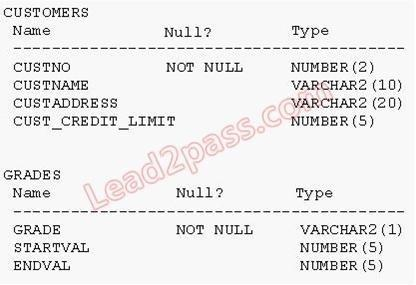 CUSTOMERS
Name Null? Type
CUSTNO NOT NULL NUMBER(2)
CUSTNAME VARCHAR2(10)
CUSTADDRESS VARCHAR2(20)
CUST_CREDIT_LIMIT NUMBER(5)
GRADES
Name Null? Type
GRADE NOT NULL VARCHAR2(1)
STARTVAL NUMBER(5)
ENDVAL NUMBER(5)
Lead2pass.com